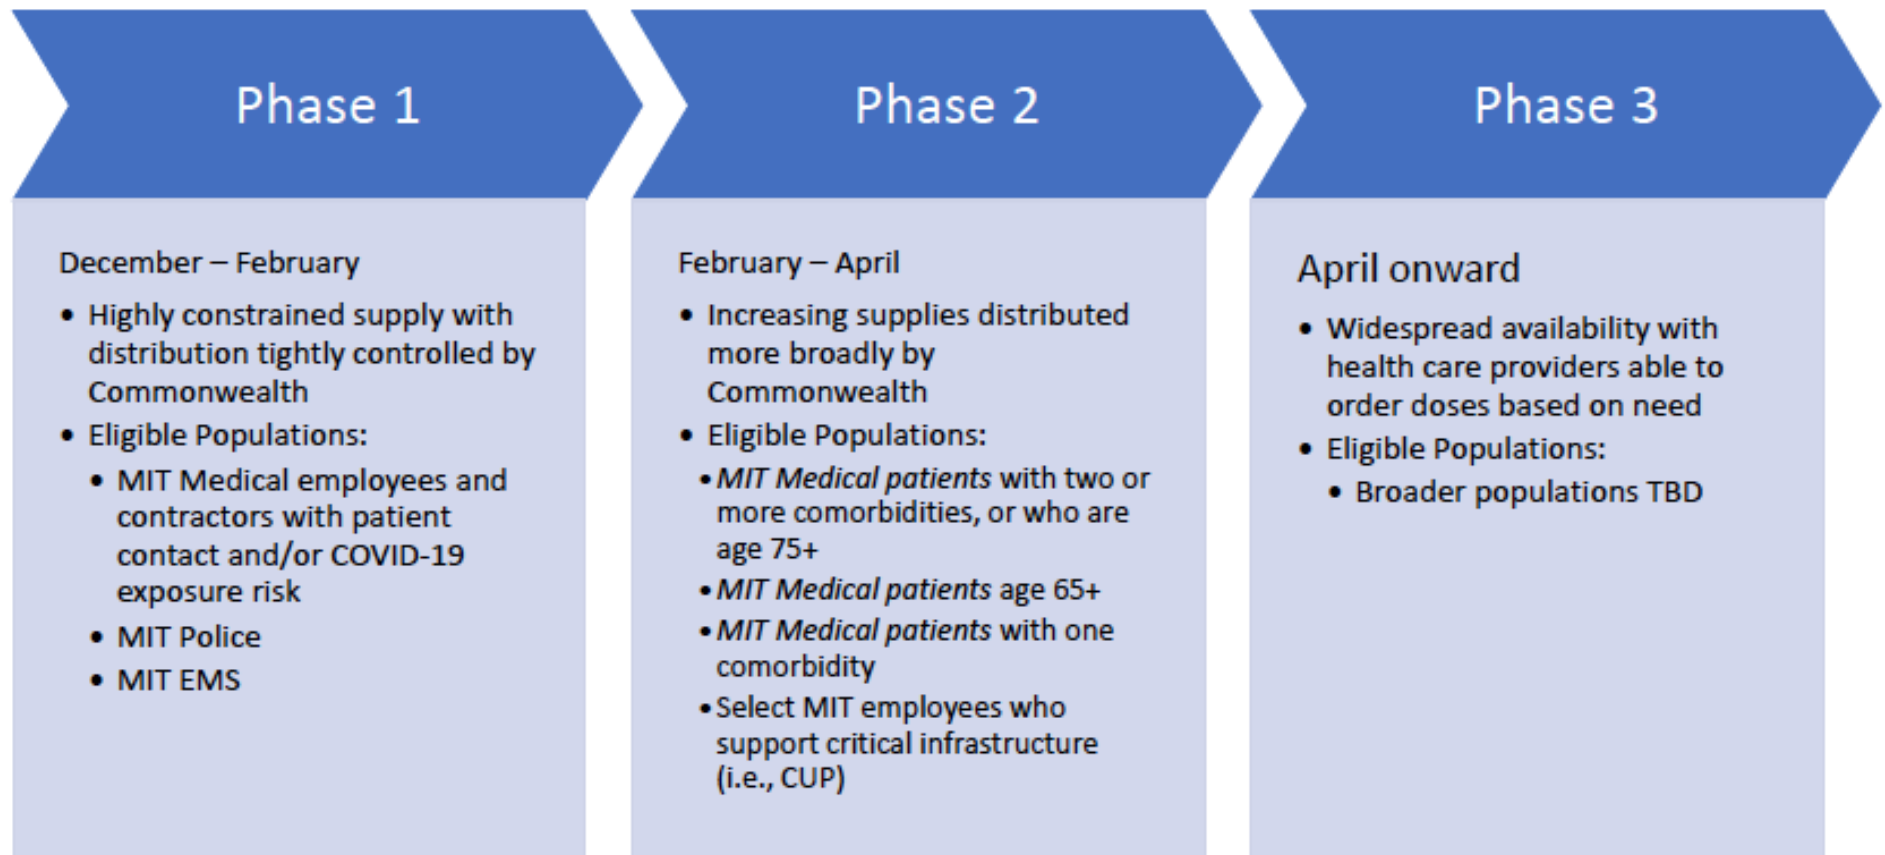 Phase 1
December – February
• Highly constrained supply with
distribution tightly controlled by
Commonwealth
• Eligible Populations:
• MIT Medical employees and
contractors with patient
contact and/or COVID-19
exposure risk
• MIT Police
• MIT EMS
Phase 2
February – April
• Increasing supplies distributed
more broadly by
Commonwealth
• Eligible Populations:
• MIT Medical patients with two or
more comorbidities, or who are
age 75+
• MIT Medical patients age 65+
• MIT Medical patients with one
comorbidity
• Select MIT employees who
support critical infrastructure
(i.e., CUP)
Phase 3
April onward
• Widespread availability with
health care providers able to
order doses based on need
• Eligible Populations:
• Broader populations TBD